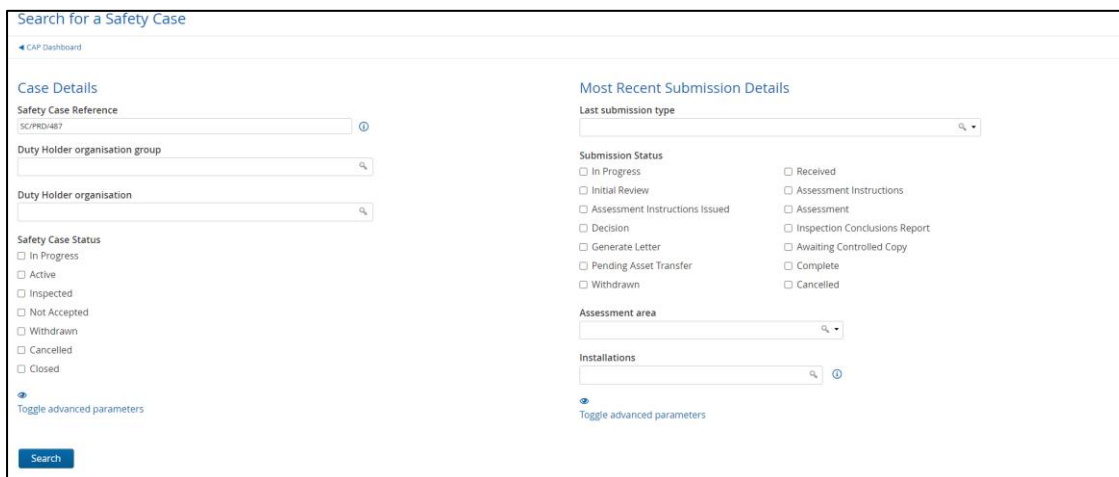 Search for a Safety Case
◄ CAP Dashboard
Case Details
Safety Case Reference
SC/PRD/487
Duty Holder organisation group
Duty Holder organisation
Safety Case Status
In Progress
Active
Inspected
Not Accepted
Withdrawn
Cancelled
Closed
Toggle advanced parameters
Search
Most Recent Submission Details
Last submission type
Submission Status
In Progress
Received
Initial Review
Assessment Instructions
Assessment Instructions Issued
Assessment
Decision
Inspection Conclusions Report
Generate Letter
Awaiting Controlled Copy
Pending Asset Transfer
Complete
Withdrawn
Cancelled
Assessment area
Installations
Toggle advanced parameters